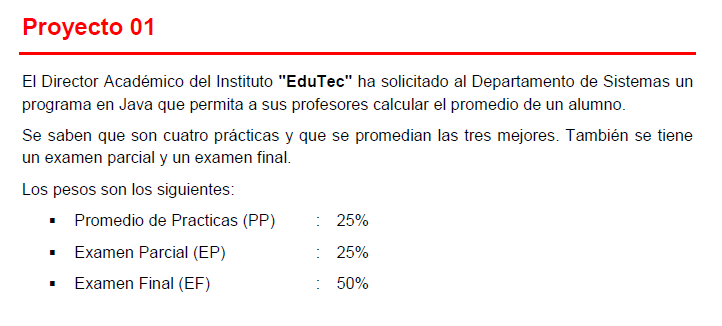 Proyecto 01
El Director Académico del Instituto "EduTec" ha solicitado al Departamento de Sistemas un
programa en Java que permita a sus profesores calcular el promedio de un alumno.
Se saben que son cuatro prácticas y que se promedian las tres mejores. También se tiene
un examen parcial y un examen final.
Los pesos son los siguientes:
▪ Promedio de Practicas (PP) : 25%
▪ Examen Parcial (EP) : 25%
▪ Examen Final (EF) : 50%